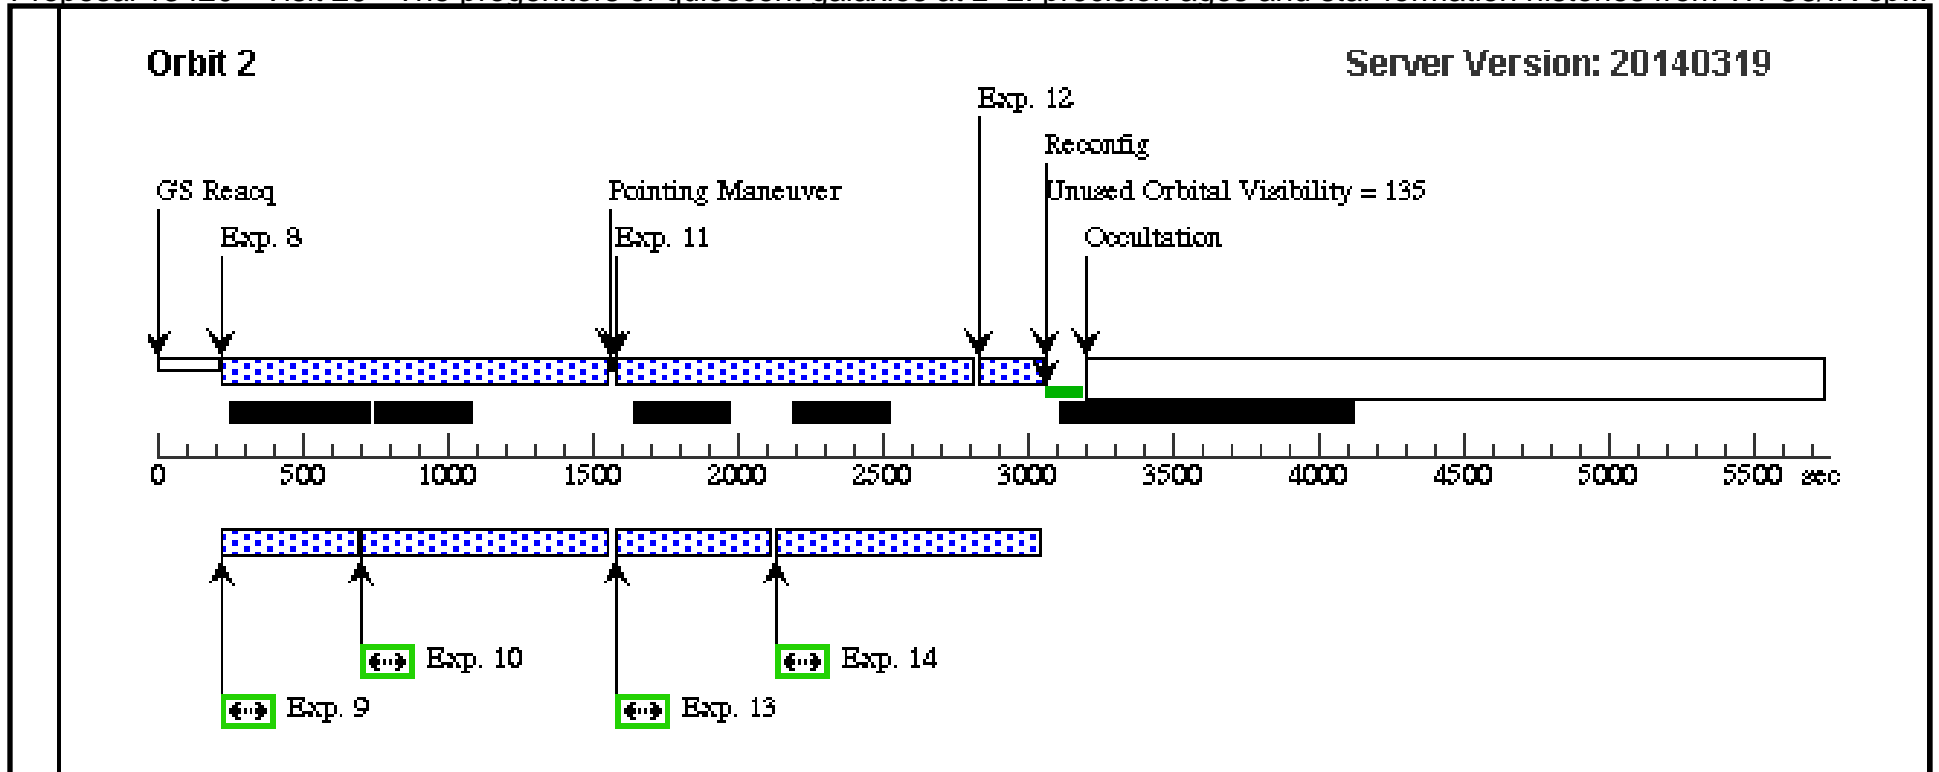 Orbit 2
Server Version: 20140319
Exp. 12
Reconfig
GS Reacq
Pointing Maneuver
Unused Orbital Visibility = 135
Exp. 8
Exp. 11
Occultation
0 500 1000 1500 2000 2500 3000 3500 4000 4500 5000 5500 sec
Exp. 10
Exp. 14
Exp. 9
Exp. 13